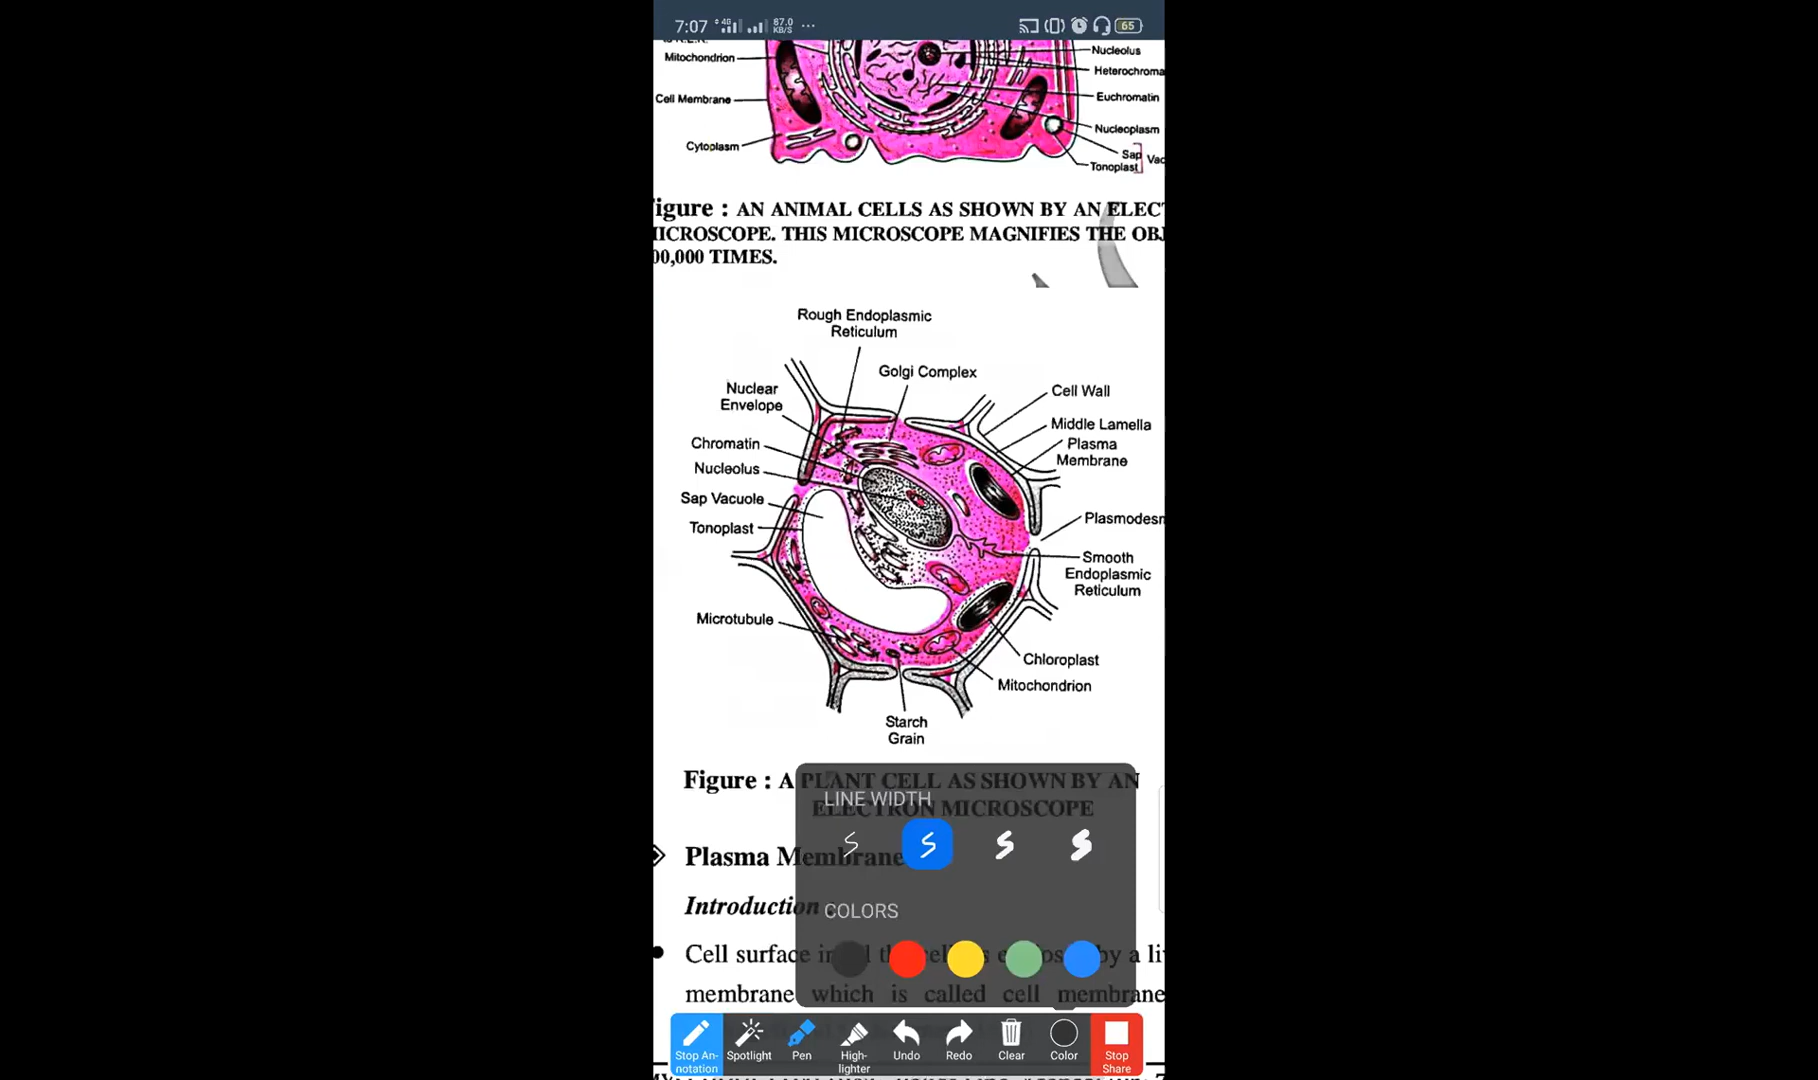 7:07 4G 87.0 KB/S 65
Mitochondrion
Cell Membrane
Cytoplasm
Nucleolus
Heterochroma
Euchromatin
Nucleoplasm
Sap
Tonoplast
Vac
igure : AN ANIMAL CELLS AS SHOWN BY AN ELECT
ICROSCOPE. THIS MICROSCOPE MAGNIFIES THE OBJ
00,000 TIMES.
Rough Endoplasmic
Reticulum
Golgi Complex
Nuclear
Envelope
Chromatin
Nucleolus
Sap Vacuole
Tonoplast
Microtubule
Cell Wall
Middle Lamella
Plasma
Membrane
Plasmodesm
Smooth
Endoplasmic
Reticulum
Chloroplast
Mitochondrion
Starch
Grain
Figure : A PLANT CELL AS SHOWN BY AN
ELECTRON MICROSCOPE
LINE WIDTH
Plasma Membrane
Introduction :
COLORS
Cell surface by a li
membrane which is called cell membrane
Stop An-
notation
Spotlight
Pen
High-
lighter
Undo
Redo
Clear
Color
Stop
Share